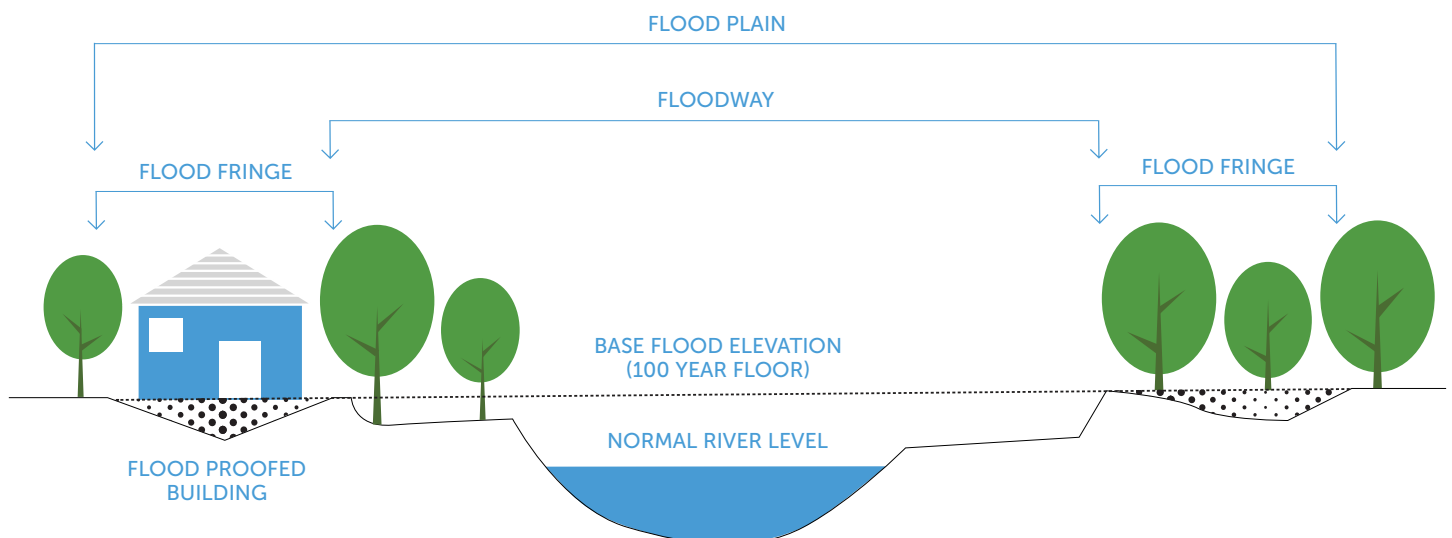 FLOOD PLAIN
FLOODWAY
FLOOD FRINGE
FLOOD FRINGE
BASE FLOOD ELEVATION
(100 YEAR FLOOR)
NORMAL RIVER LEVEL
FLOOD PROOFED
BUILDING